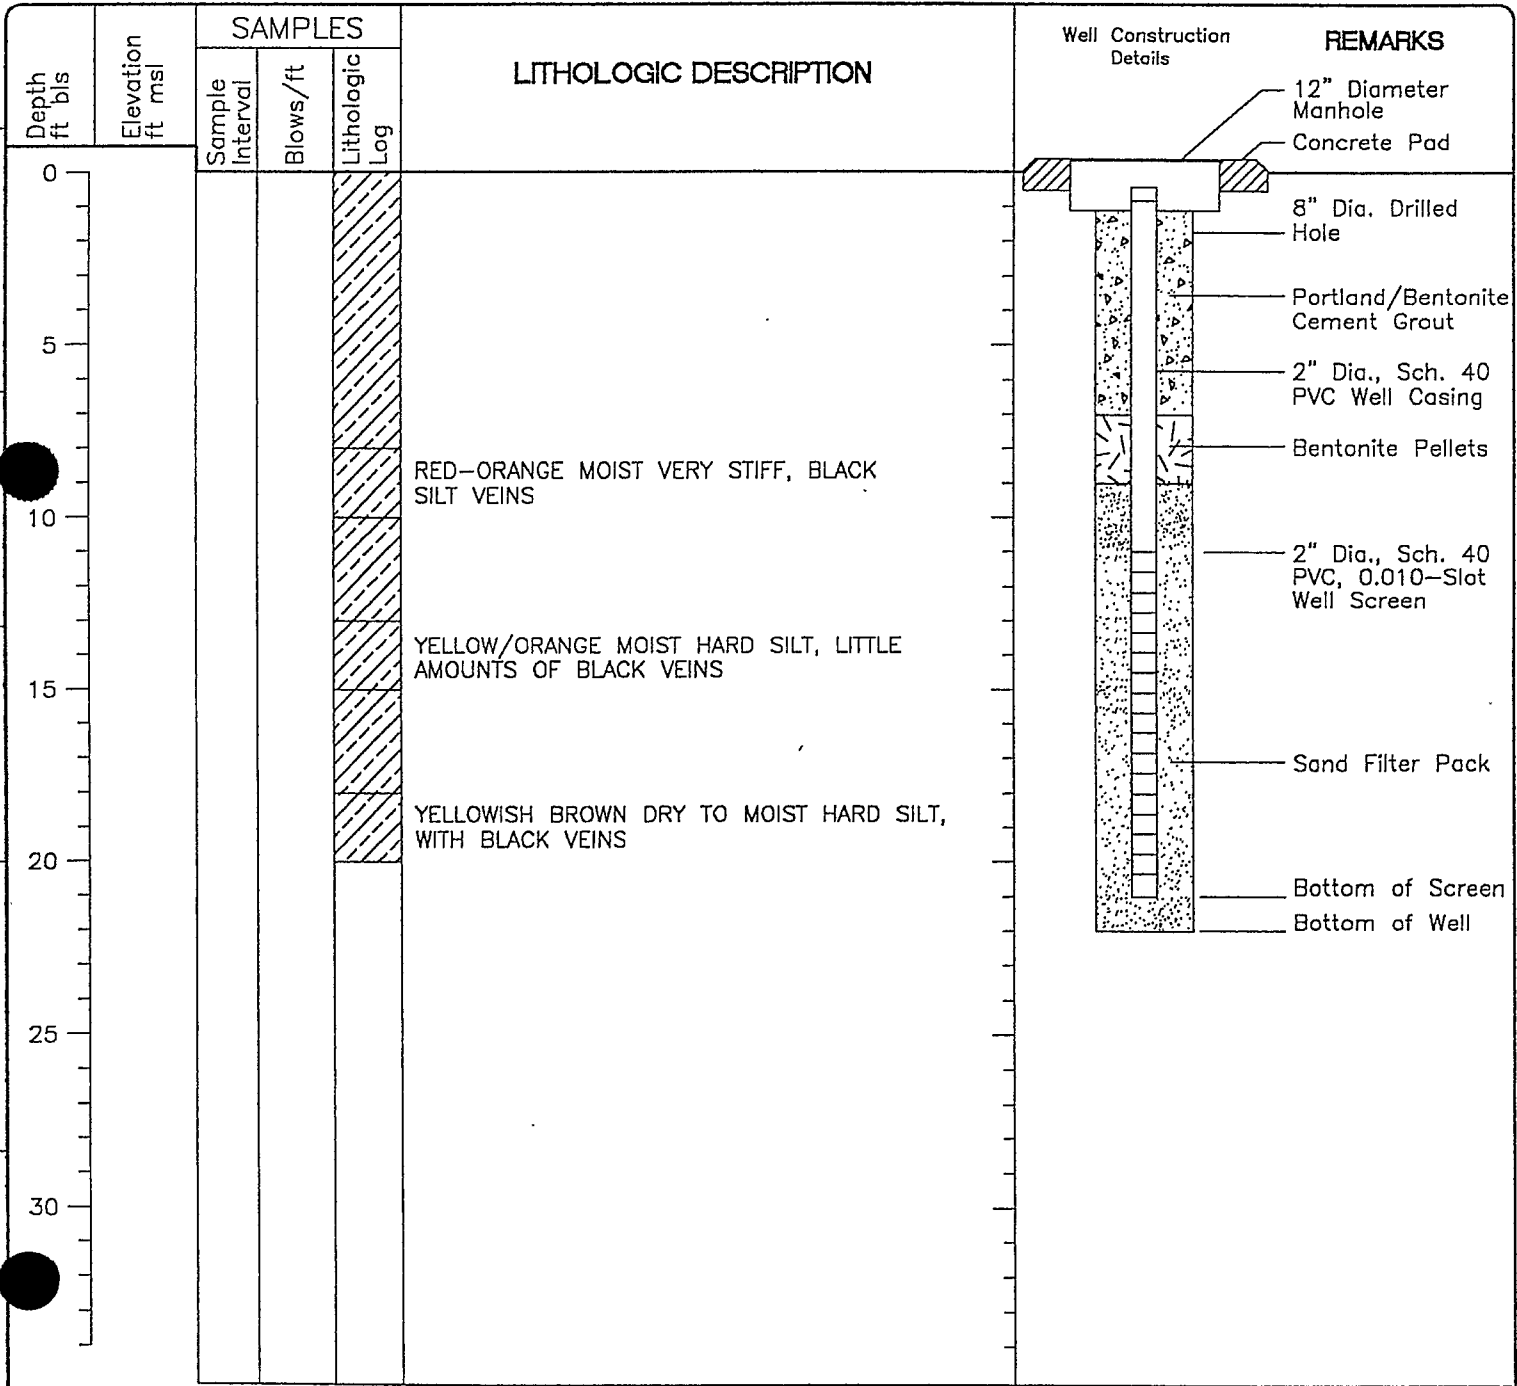 SAMPLES
Depth
ft bls
Elevation
ft msl
Sample
Interval
Blows/ft
Lithologic
Log
LITHOLOGIC DESCRIPTION
Well Construction
Details
REMARKS
12" Diameter
Manhole
Concrete Pad
8" Dia. Drilled
Hole
Portland/Bentonite
Cement Grout
2" Dia., Sch. 40
PVC Well Casing
Bentonite Pellets
2" Dia., Sch. 40
PVC, 0.010-Slot
Well Screen
Sand Filter Pack
Bottom of Screen
Bottom of Well
0
5
RED-ORANGE MOIST VERY STIFF, BLACK
SILT VEINS
10
YELLOW/ORANGE MOIST HARD SILT, LITTLE
AMOUNTS OF BLACK VEINS
15
YELLOWISH BROWN DRY TO MOIST HARD SILT,
WITH BLACK VEINS
20
25
30